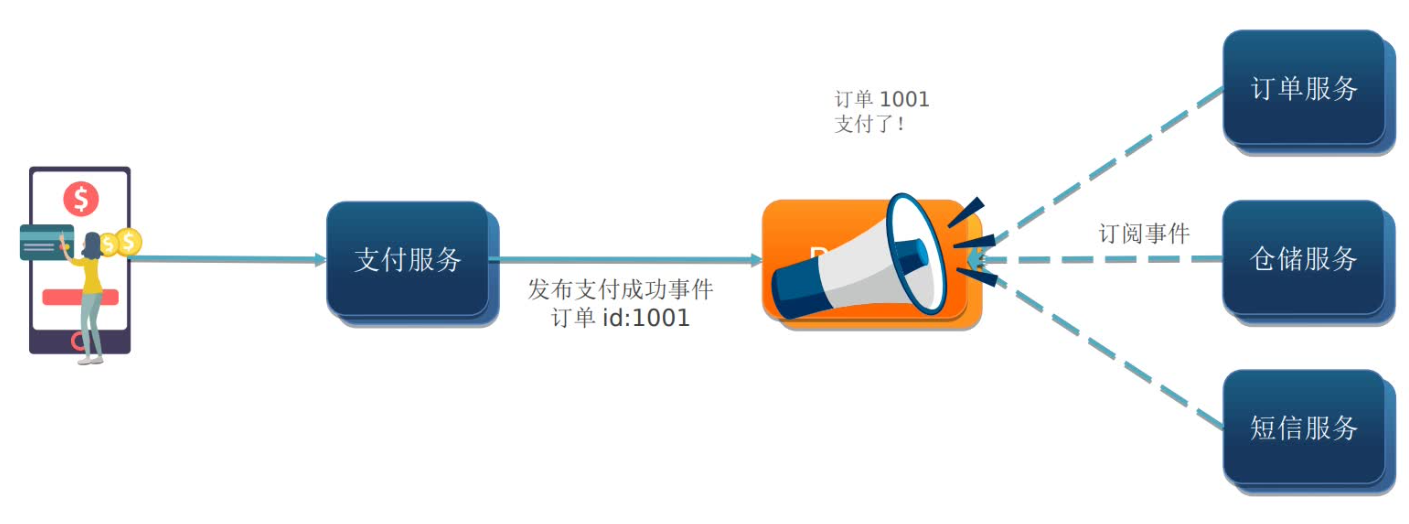 订单 1001
支付了！
订单服务
支付服务
发布支付成功事件
订单 id:1001
订阅事件
仓储服务
短信服务